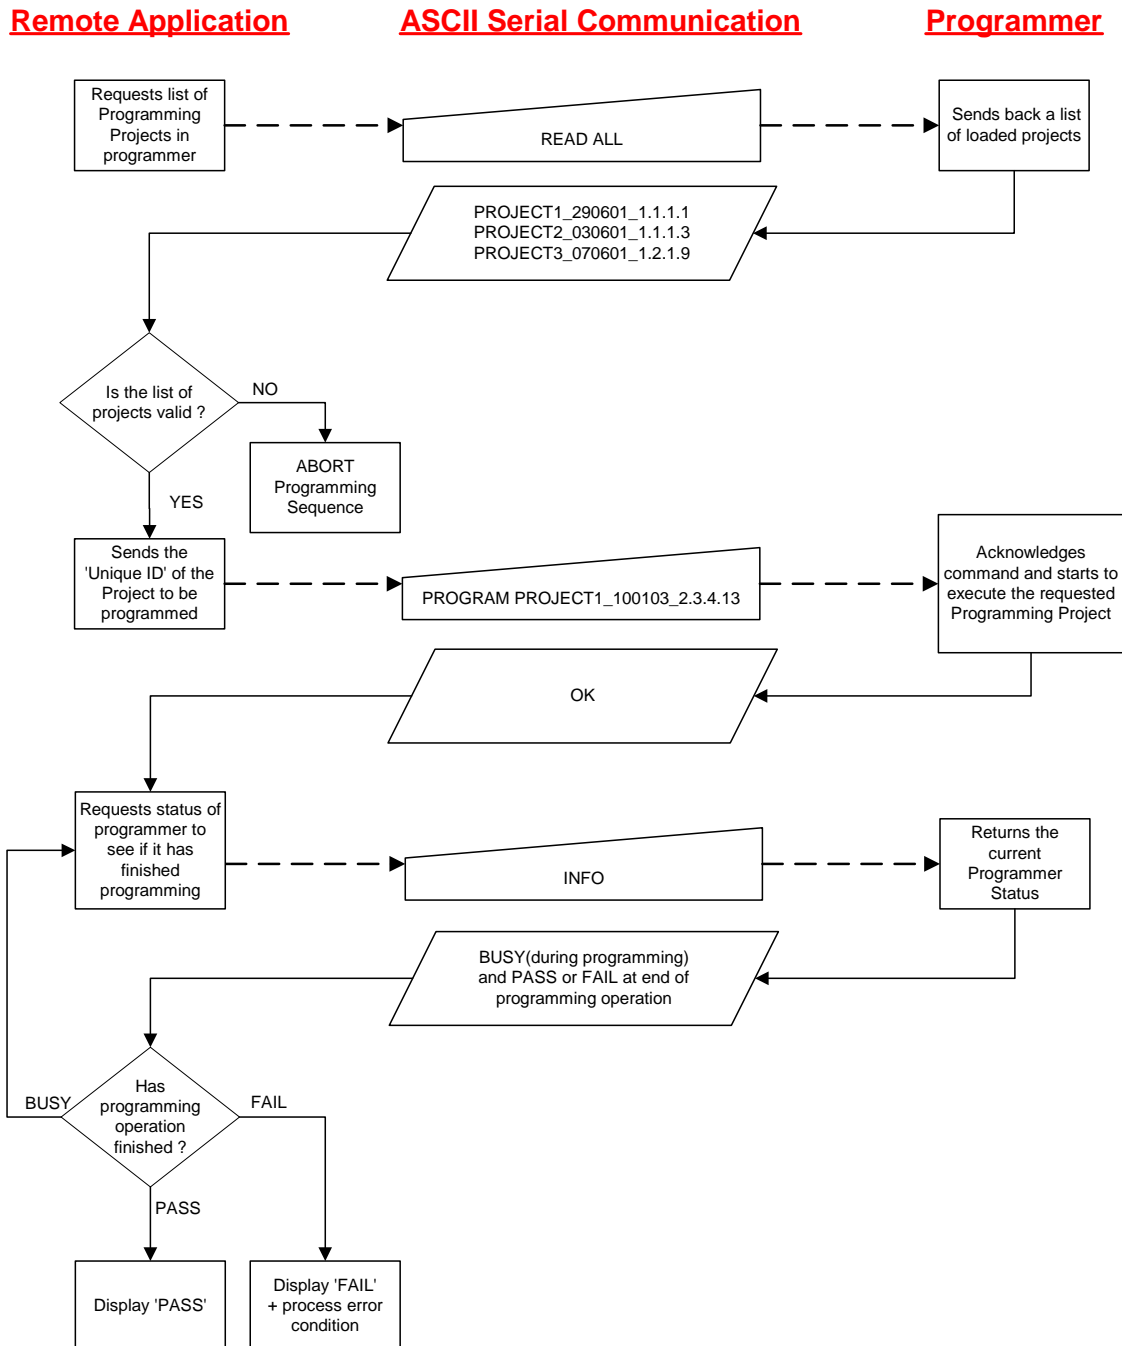 Remote Application
ASCII Serial Communication
Programmer
Requests list of
Programming
Projects in
programmer
READ ALL
Sends back a list
of loaded projects
PROJECT1_290601_1.1.1.1
PROJECT2_030601_1.1.1.3
PROJECT3_070601_1.2.1.9
Is the list of
projects valid ?
NO
ABORT
Programming
Sequence
YES
Sends the
'Unique ID' of the
Project to be
programmed
PROGRAM PROJECT1_100103_2.3.4.13
Acknowledges
command and starts to
execute the requested
Programming Project
OK
Requests status of
programmer to
see if it has
finished
programming
INFO
Returns the
current
Programmer
Status
BUSY(during programming)
and PASS or FAIL at end of
programming operation
Has
programming
operation
finished ?
BUSY
FAIL
PASS
Display 'PASS'
Display 'FAIL'
+ process error
condition